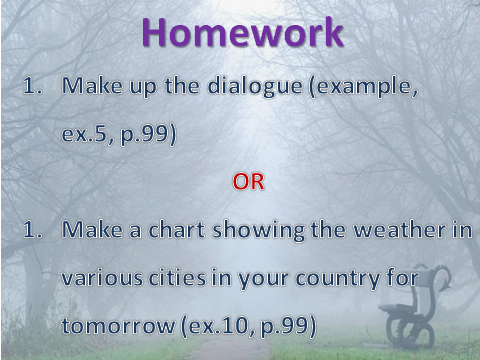 Homework
1. Make up the dialogue (example,
ex.5, p.99)
OR
1. Make a chart showing the weather in
various cities in your country for
tomorrow (ex.10, p.99)